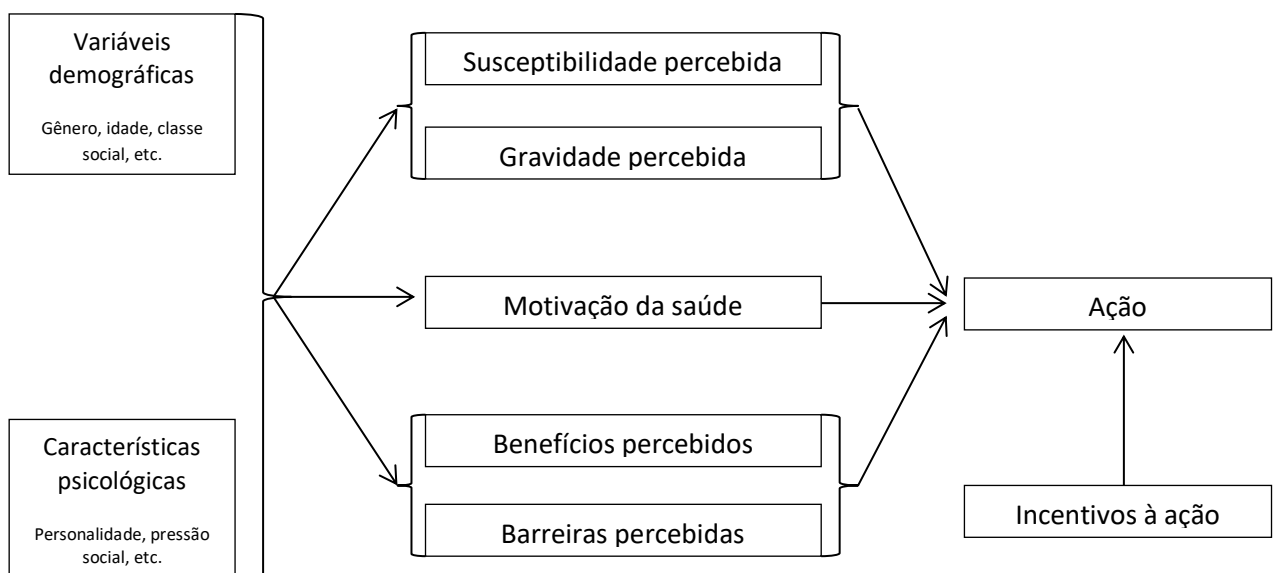 Variáveis
demográficas
Gênero, idade, classe
social, etc.
Características
psicológicas
Personalidade, pressão
social, etc.
Susceptibilidade percebida
Gravidade percebida
Motivação da saúde
Benefícios percebidos
Barreiras percebidas
Ação
Incentivos à ação